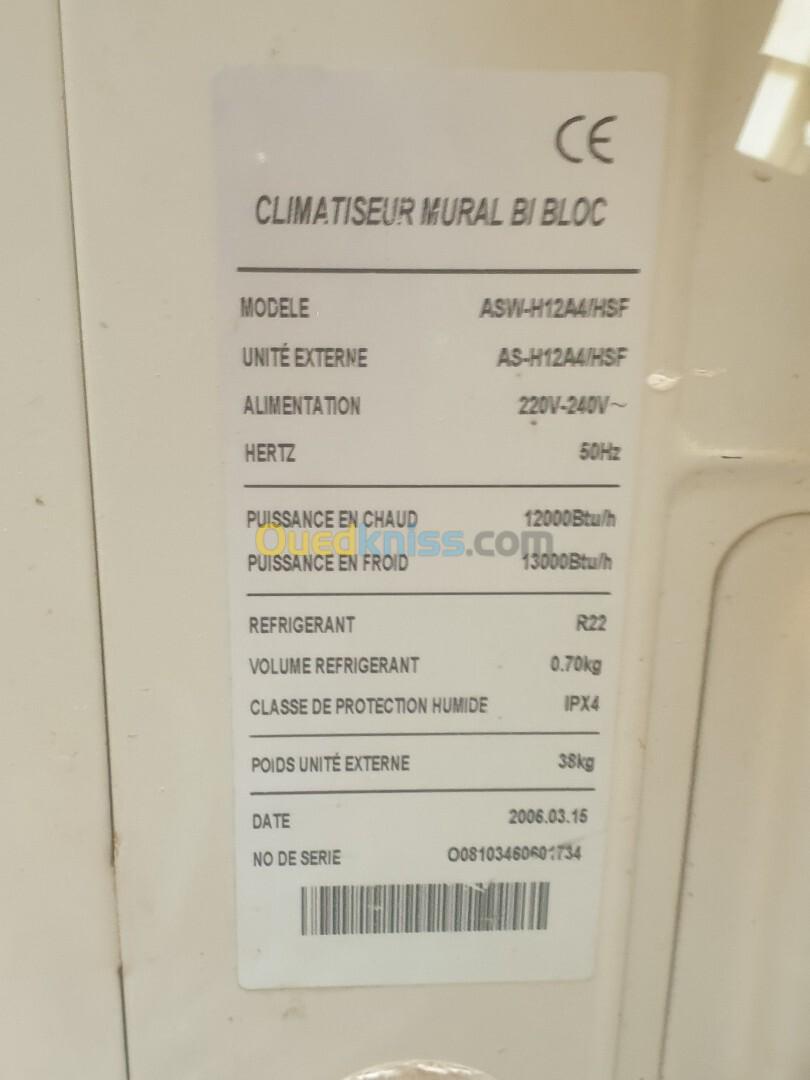 CE
CLIMATISEUR MURAL BI BLOC
MODELE ASW-H12A4/HSF
UNITÉ EXTERNE AS-H12A4/HSF
ALIMENTATION 220V-240V~
HERTZ 50Hz
PUISSANCE EN CHAUD 12000Btu/h
Ouedkniss.com
PUISSANCE EN FROID 13000Btu/h
REFRIGERANT R22
VOLUME REFRIGERANT 0.70kg
CLASSE DE PROTECTION HUMIDE IPX4
POIDS UNITÉ EXTERNE 38kg
DATE 2006.03.15
NO DE SERIE O08103460601734